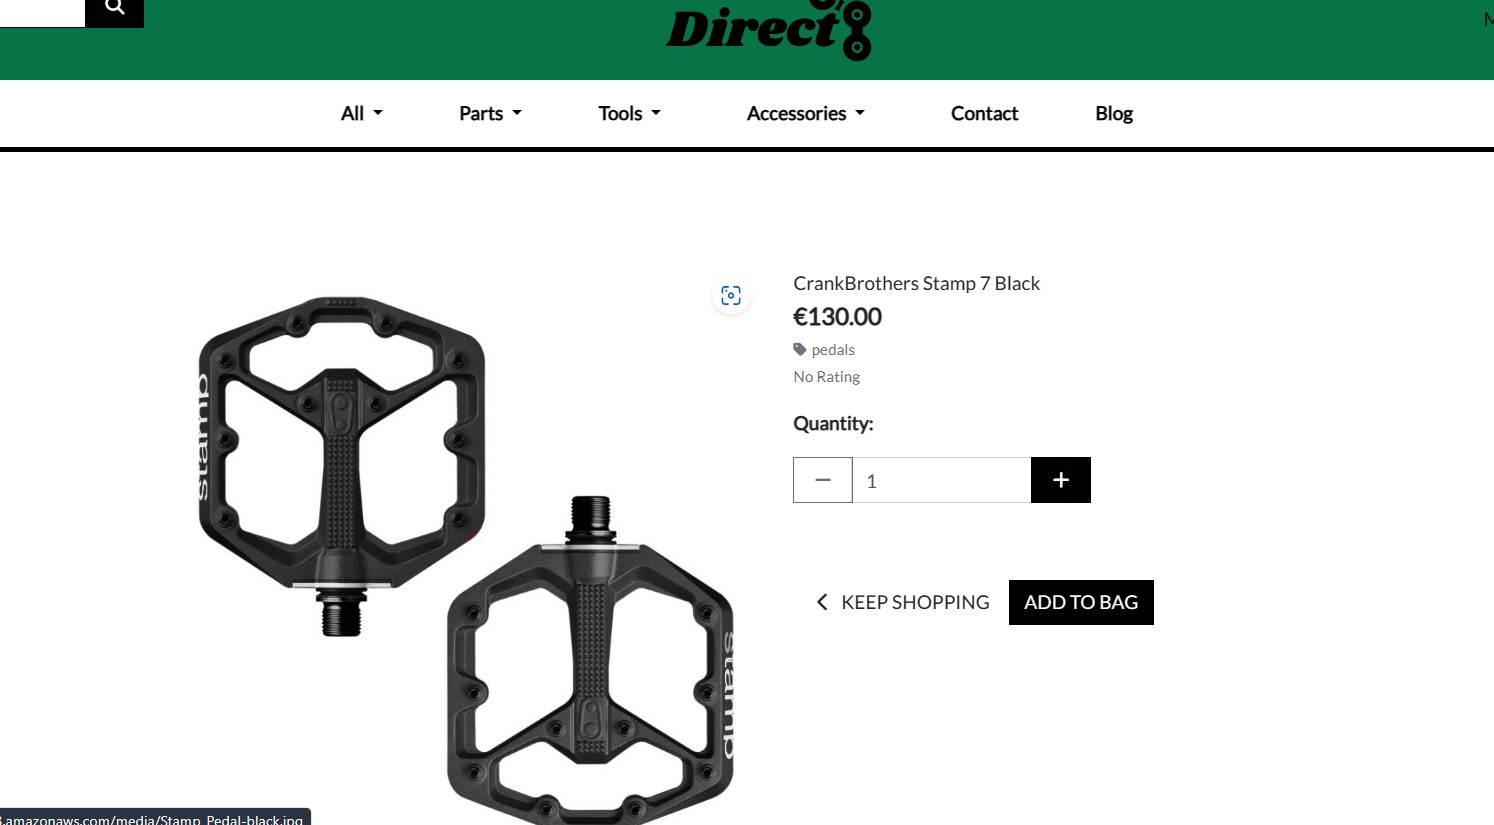 Direct
M
All
Parts
Tools
Accessories
Contact
Blog
stamp
stamp
CrankBrothers Stamp 7 Black
€130.00
pedals
No Rating
Quantity:
1
KEEP SHOPPING
ADD TO BAG
3.amazonaws.com/media/Stamp_Pedal-black.jpg